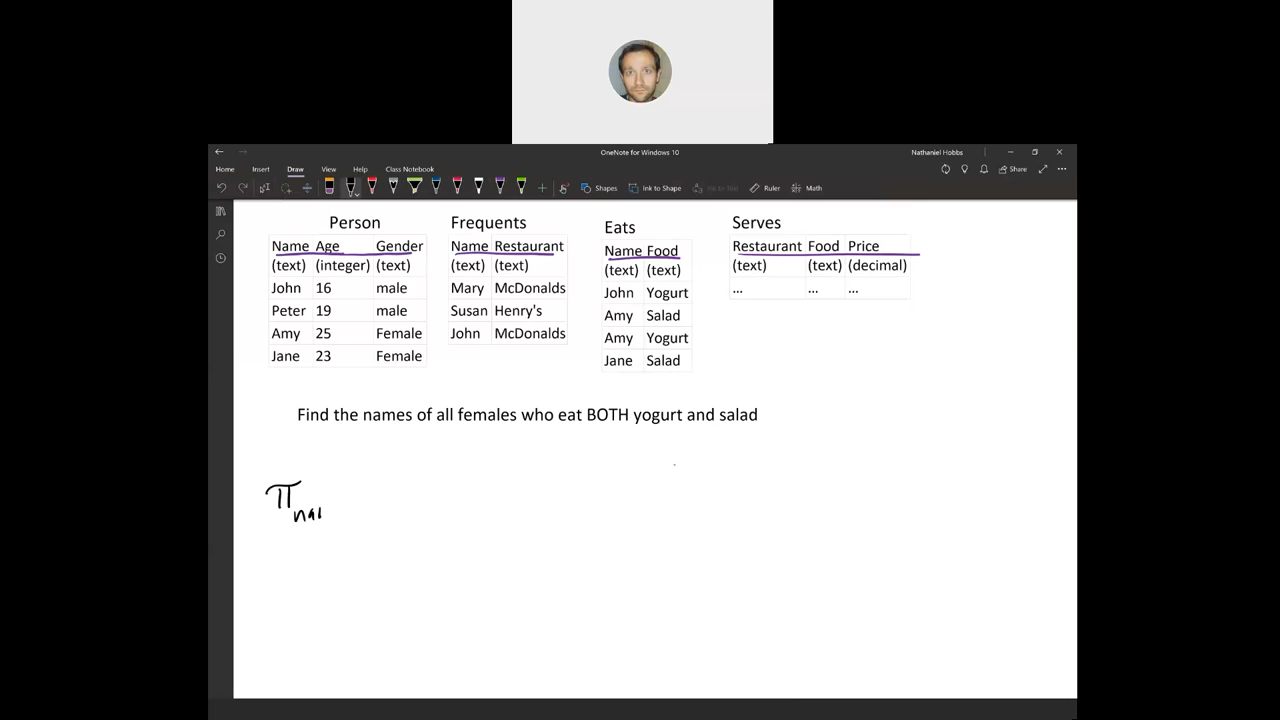 OneNote for Windows 10
Nathaniel Hobbs
Home Insert Draw View Help Class Notebook
Share
Shapes Ink to Shape Ink to Text Ruler Math
Person Frequents Eats Serves
Name Age Gender Name Restaurant Name Food Restaurant Food Price
(text) (integer) (text) (text) (text) (text) (text) (text) (text) (decimal)
John 16 male Mary McDonalds John Yogurt ... ... ...
Peter 19 male Susan Henry's Amy Salad
Amy 25 Female John McDonalds Amy Yogurt
Jane 23 Female Jane Salad
Find the names of all females who eat BOTH yogurt and salad
π nai